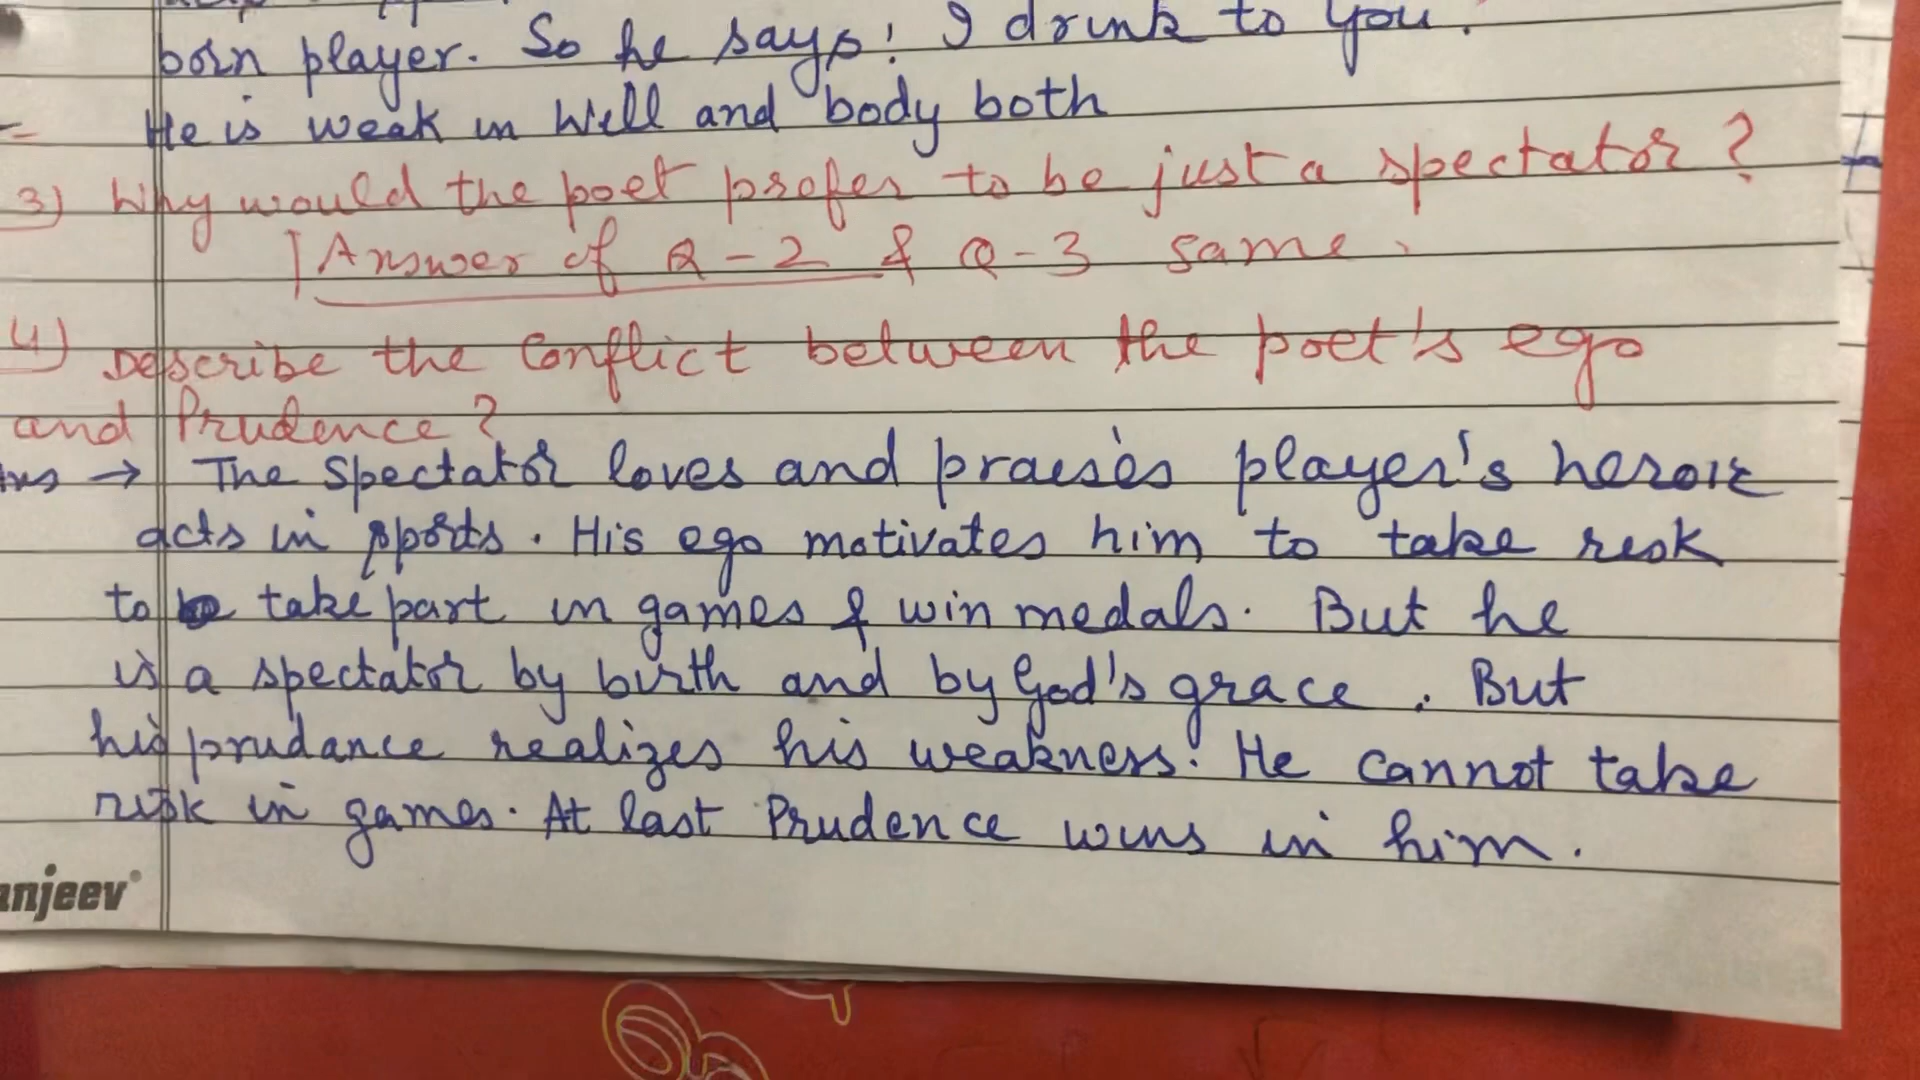 born player. So he says! I drink to you.
He is weak in Will and body both
3) Why would the poet prefer to be just a spectator?
Answer of Q-2 & Q-3 same.
4) Describe the Conflict between the poet's ego
and Prudence?
Ans → The Spectator loves and praises player's heroic
acts in sports. His ego motivates him to take risk
to take part in games & win medals. But he
is a spectator by birth and by God's grace. But
his prudance realizes his weakness. He cannot take
risk in games. At last Prudence wins in him.
anjeev